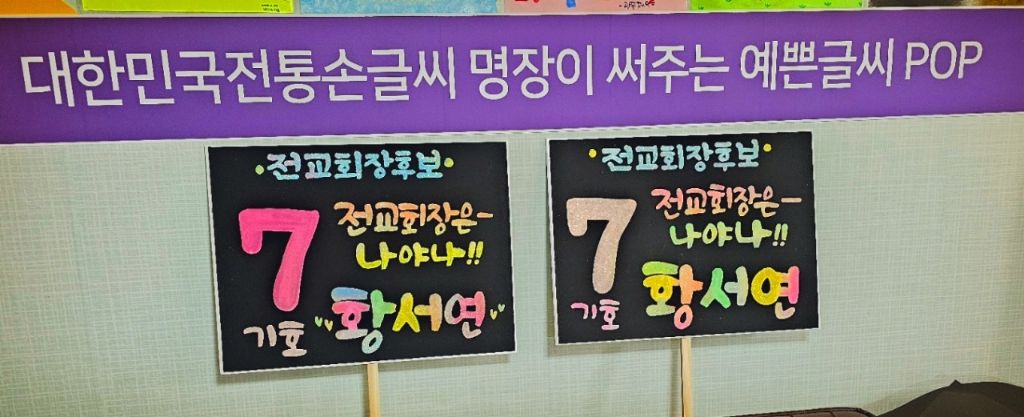 대한민국전통손글씨 명장이 써주는 예쁜글씨 POP
•전교회장후보•
7
전교회장은-
나야나!!
기호
황서연
•전교회장후보•
7
전교회장은-
나야나!!
기호
황서연